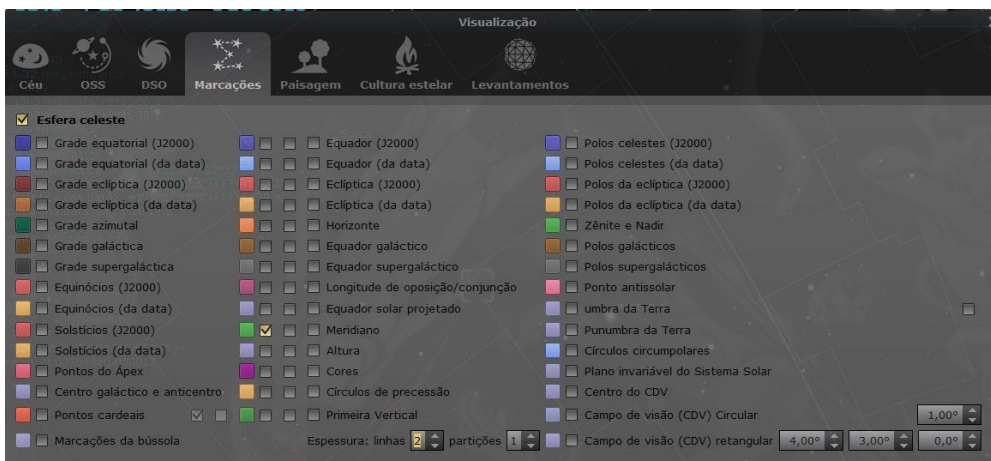 Visualização
Céu OSS DSO Marcações Paisagem Cultura estelar Levantamentos
Esfera celeste
Grade equatorial (J2000) Equador (J2000) Polos celestes (J2000)
Grade equatorial (da data) Equador (da data) Polos celestes (da data)
Grade eclíptica (J2000) Eclíptica (J2000) Polos da eclíptica (J2000)
Grade eclíptica (da data) Eclíptica (da data) Polos da eclíptica (da data)
Grade azimutal Horizonte Zênite e Nadir
Grade galáctica Equador galáctico Polos galácticos
Grade supergaláctica Equador supergaláctico Polos supergalácticos
Equinócios (J2000) Longitude de oposição/conjunção Ponto antissolar
Equinócios (da data) Equador solar projetado umbra da Terra
Solstícios (J2000) Meridiano Punumbra da Terra
Solstícios (da data) Altura Círculos circumpolares
Pontos do Ápex Cores Plano invariável do Sistema Solar
Centro galáctico e anticentro Círculos de precessão Centro do CDV
Pontos cardeais Primeira Vertical Campo de visão (CDV) Circular 1,00°
Marcações da bússola Espessura: linhas 2 partições 1 Campo de visão (CDV) retangular 4,00° 3,00° 0,0°